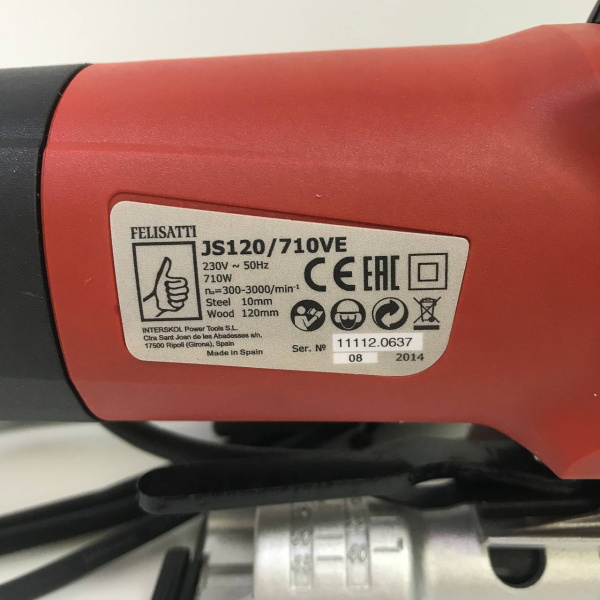 FELISATTI
JS120/710VE
230V ~ 50Hz
710W
n₀=300-3000/min⁻¹
Steel 10mm
Wood 120mm
CE EAC
INTERSKOL Power Tools S.L.
Ctra Sant Joan de les Abadesses s/n,
17500 Ripoll (Girona), Spain
Made in Spain
Ser. № 11112.0637
08 2014